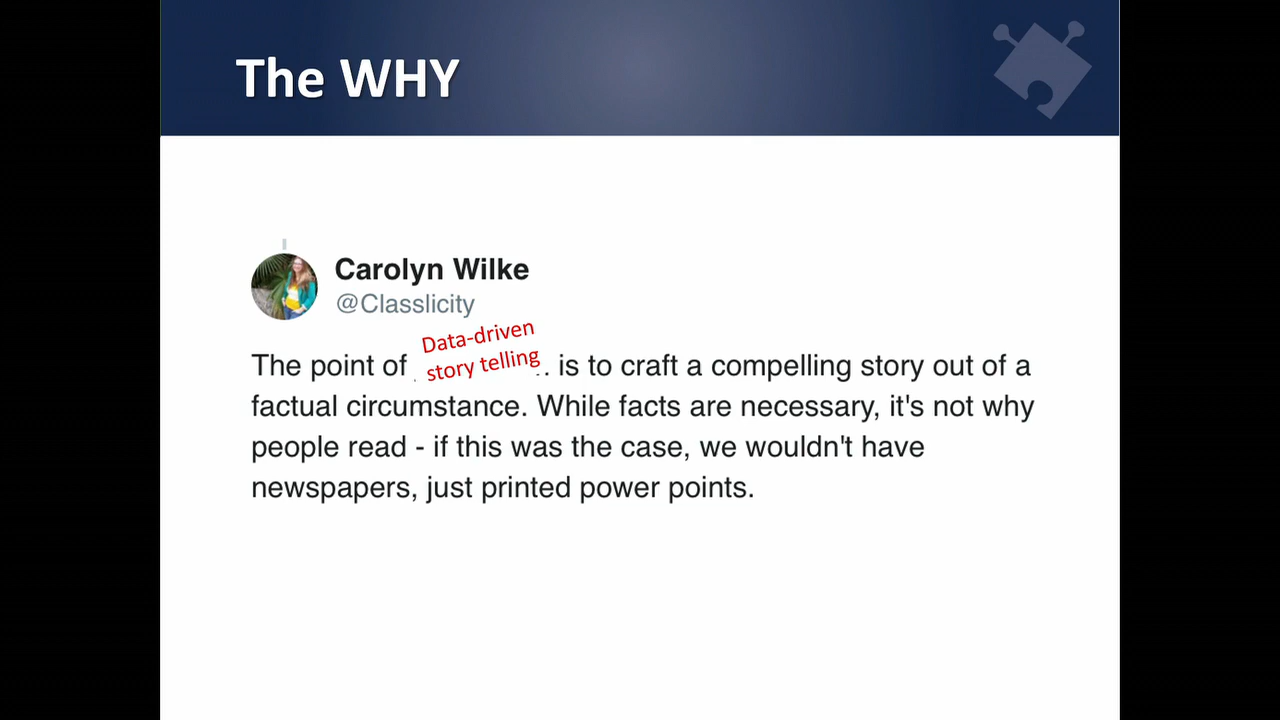 The WHY
Carolyn Wilke
@Classlicity
Data-driven
story telling
The point of .. is to craft a compelling story out of a
factual circumstance. While facts are necessary, it's not why
people read - if this was the case, we wouldn't have
newspapers, just printed power points.